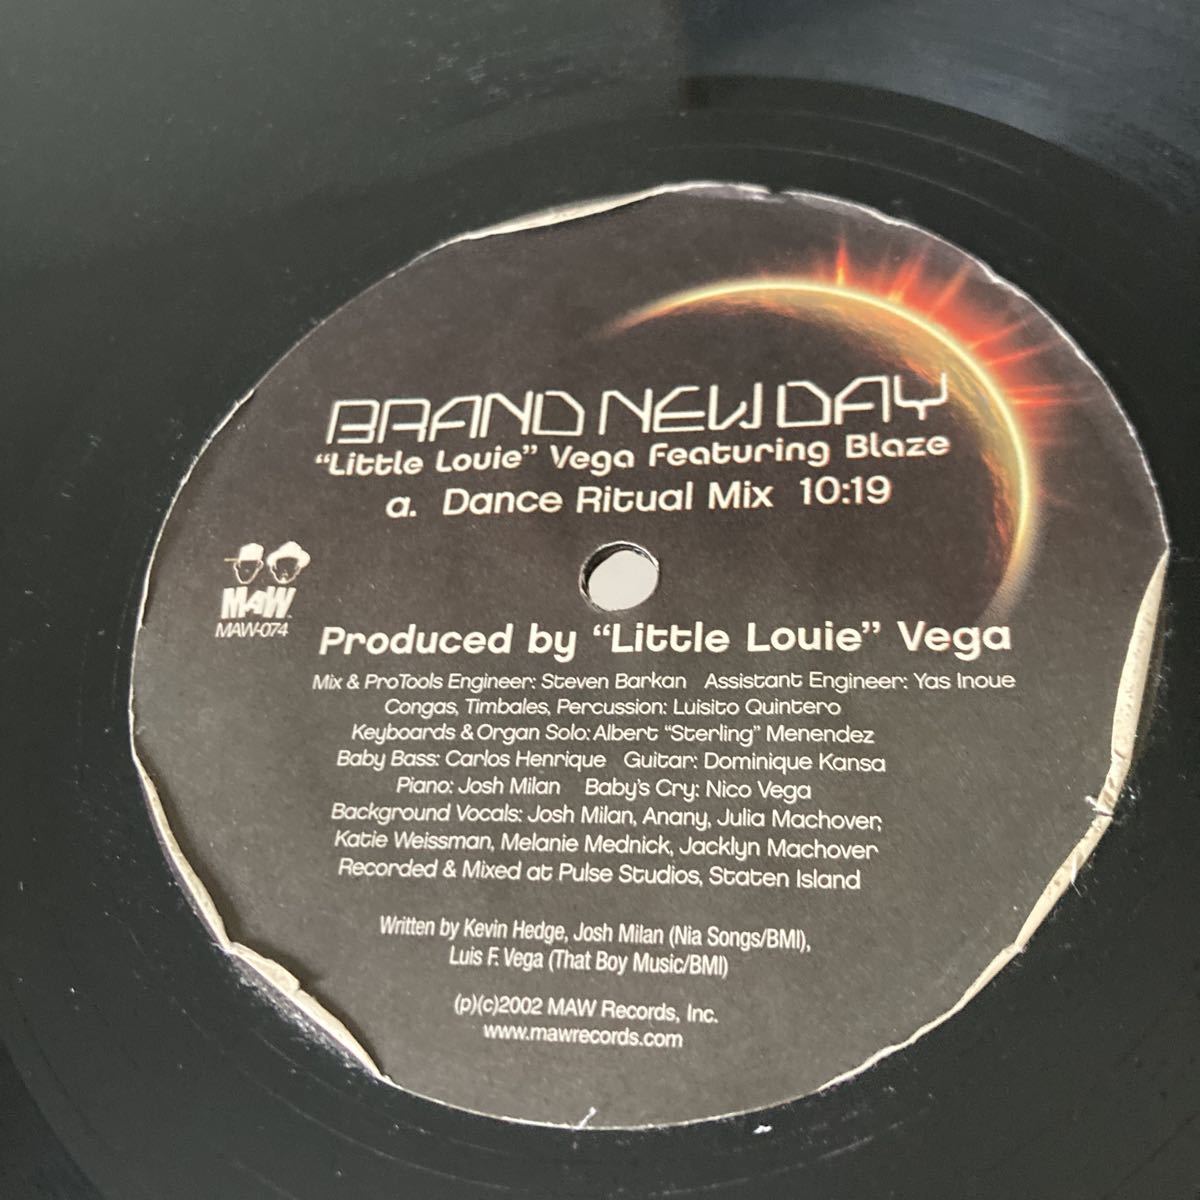 BRAND NEW DAY
“Little Louie” Vega Featuring Blaze
a. Dance Ritual Mix 10:19
MAW
MAW-074
Produced by “Little Louie” Vega
Mix & ProTools Engineer: Steven Barkan Assistant Engineer: Yas Inoue
Congas, Timbales, Percussion: Luisito Quintero
Keyboards & Organ Solo: Albert “Sterling” Menendez
Baby Bass: Carlos Henrique Guitar: Dominique Kansa
Piano: Josh Milan Baby's Cry: Nico Vega
Background Vocals: Josh Milan, Anany, Julia Machover,
Katie Weissman, Melanie Mednick, Jacklyn Machover
Recorded & Mixed at Pulse Studios, Staten Island
Written by Kevin Hedge, Josh Milan (Nia Songs/BMI),
Luis F. Vega (That Boy Music/BMI)
(p)(c)2002 MAW Records, Inc.
www.mawrecords.com